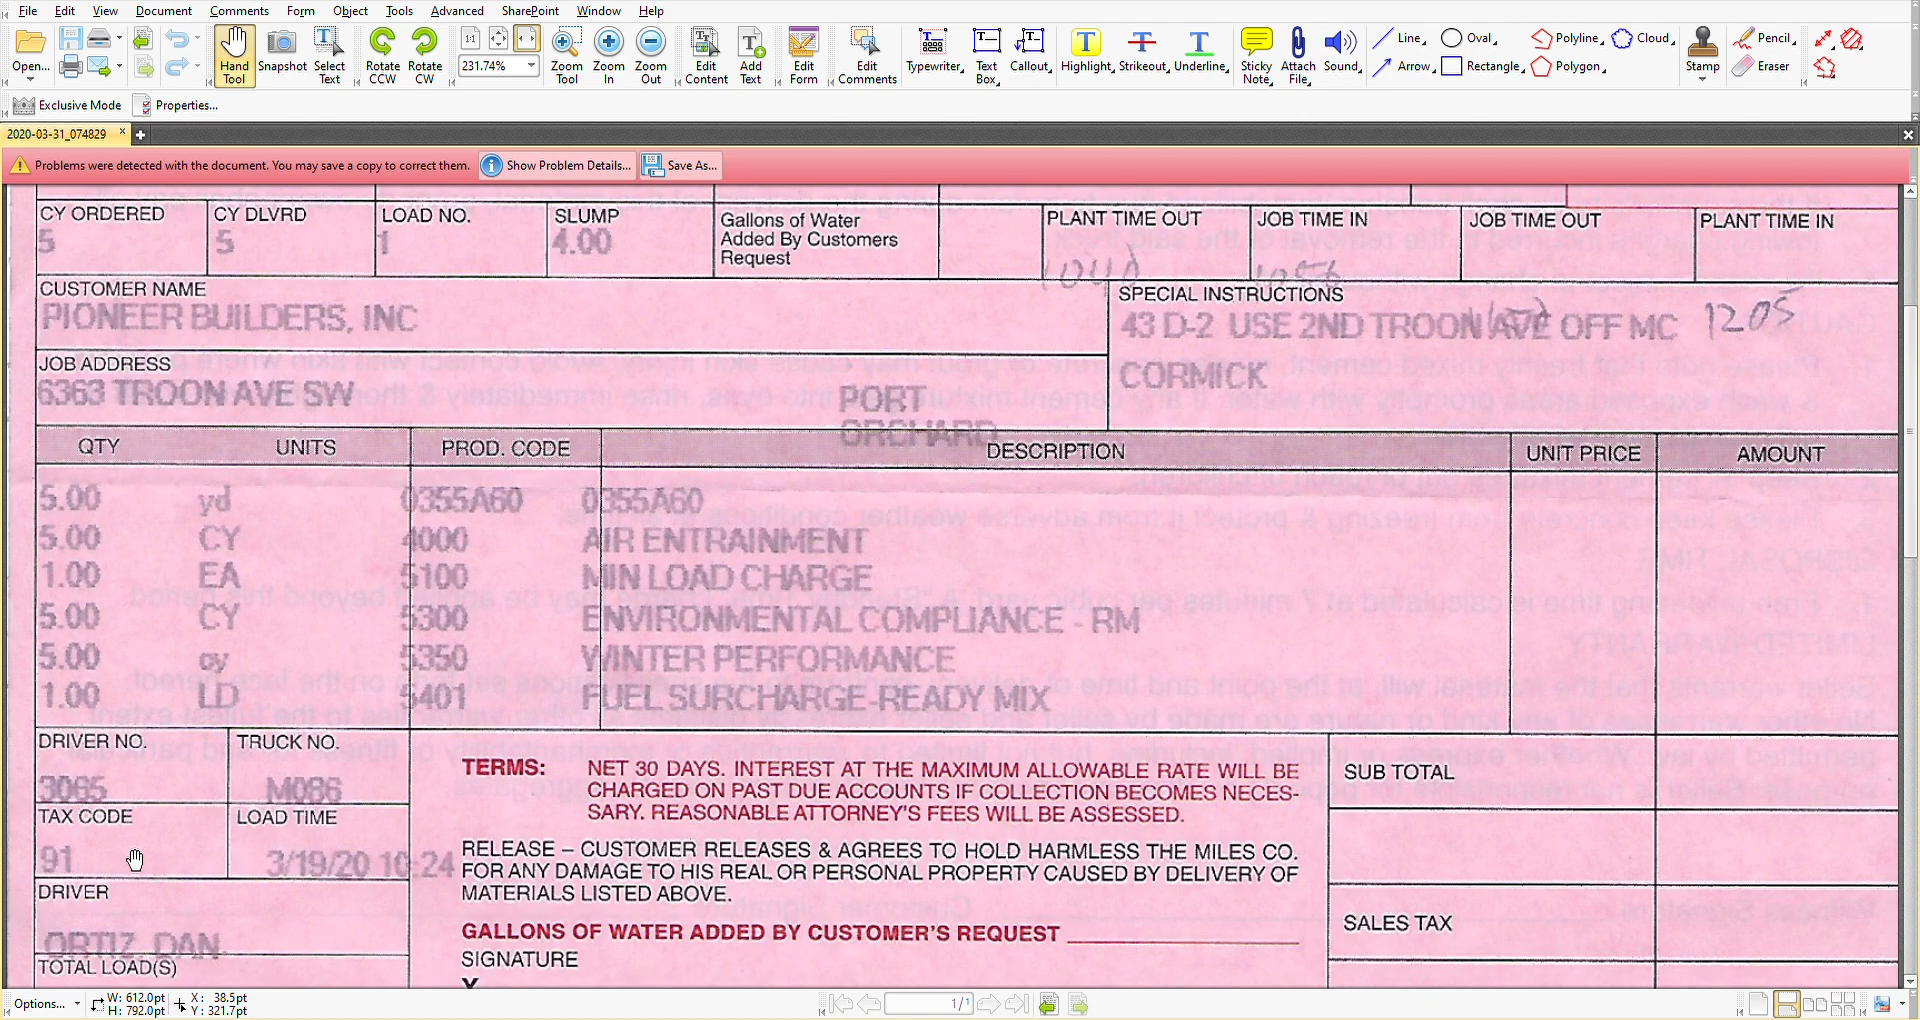 File Edit View Document Comments Form Object Tools Advanced SharePoint Window Help
Open... Hand Tool Snapshot Select Text Rotate CCW Rotate CW 1:1 231.74% Zoom Tool Zoom In Zoom Out Edit Content Add Text Edit Form Edit Comments Typewriter Text Box Callout Highlight Strikeout Underline Sticky Note Attach File Sound Line Arrow Oval Rectangle Polyline Polygon Cloud Stamp Pencil Eraser
Exclusive Mode Properties...
2020-03-31_074829
Problems were detected with the document. You may save a copy to correct them. Show Problem Details... Save As...
CY ORDERED CY DLVRD LOAD NO. SLUMP Gallons of Water Added By Customers Request PLANT TIME OUT JOB TIME IN JOB TIME OUT PLANT TIME IN
5 5 1 4.00
1040 1056
CUSTOMER NAME SPECIAL INSTRUCTIONS
PIONEER BUILDERS, INC 43 D-2 USE 2ND TROON AVE OFF MC 1205
JOB ADDRESS CORMICK
6363 TROON AVE SW PORT
ORCHARD
QTY UNITS PROD. CODE DESCRIPTION UNIT PRICE AMOUNT
5.00 yd 0355A60 0355A60
5.00 CY 4000 AIR ENTRAINMENT
1.00 EA 5100 MIN LOAD CHARGE
5.00 CY 5300 ENVIRONMENTAL COMPLIANCE - RM
5.00 cy 5350 WINTER PERFORMANCE
1.00 LD 5401 FUEL SURCHARGE-READY MIX
DRIVER NO. TRUCK NO.
3065 M086
TAX CODE LOAD TIME
91 3/19/20 10:24
DRIVER
ORTIZ, DAN
TOTAL LOAD(S)
TERMS: NET 30 DAYS. INTEREST AT THE MAXIMUM ALLOWABLE RATE WILL BE
CHARGED ON PAST DUE ACCOUNTS IF COLLECTION BECOMES NECES-
SARY. REASONABLE ATTORNEY'S FEES WILL BE ASSESSED.
RELEASE – CUSTOMER RELEASES & AGREES TO HOLD HARMLESS THE MILES CO.
FOR ANY DAMAGE TO HIS REAL OR PERSONAL PROPERTY CAUSED BY DELIVERY OF
MATERIALS LISTED ABOVE.
GALLONS OF WATER ADDED BY CUSTOMER'S REQUEST
SIGNATURE
X
SUB TOTAL
SALES TAX
Options... W: 612.0pt H: 792.0pt X: 38.5pt Y: 321.7pt 1/1